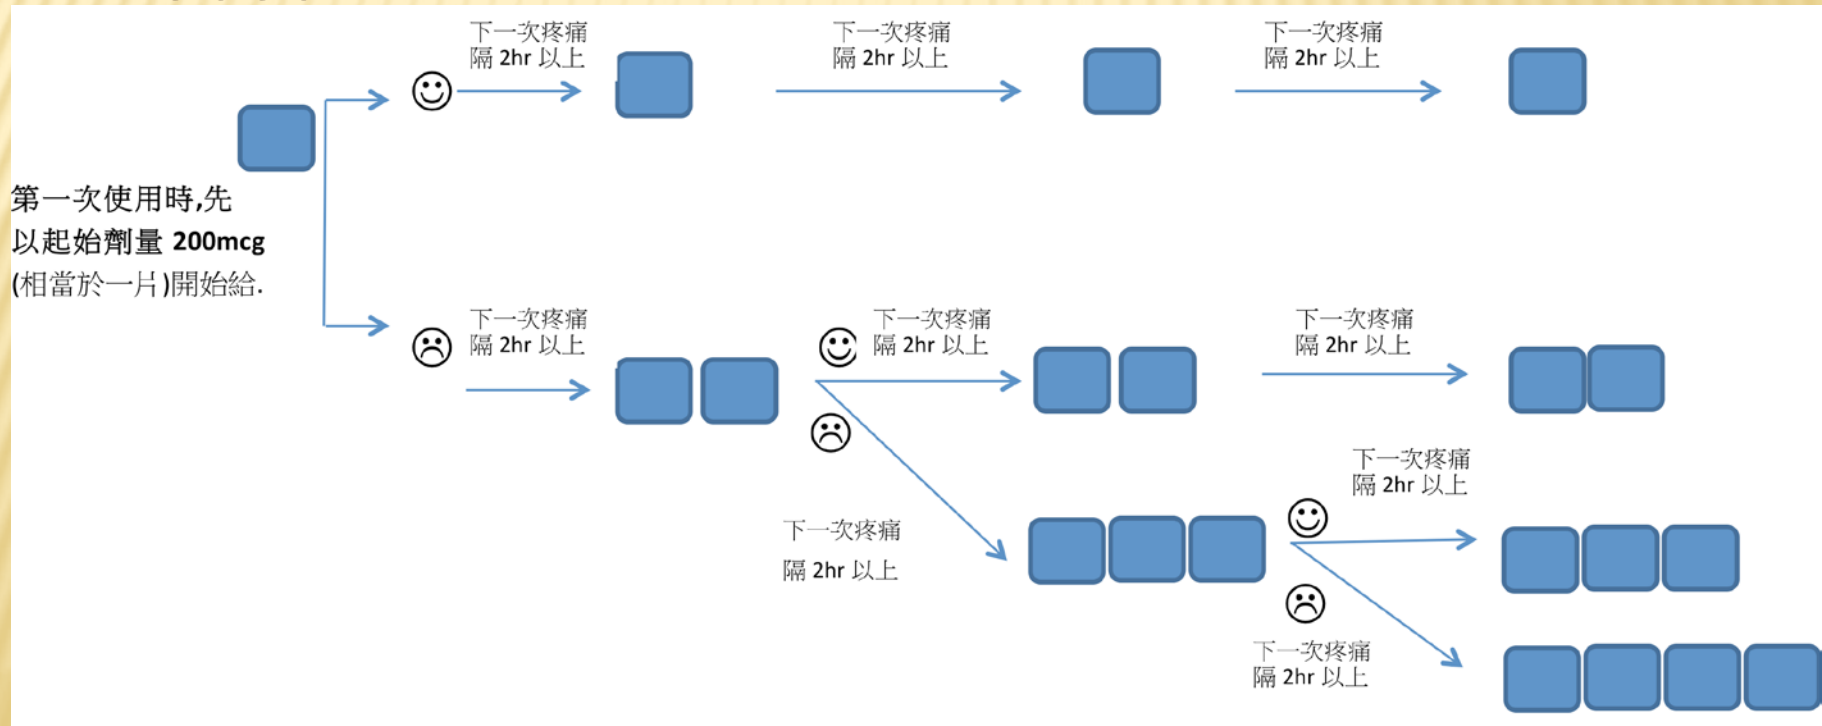 下一次疼痛
隔 2hr 以上
下一次疼痛
隔 2hr 以上
下一次疼痛
隔 2hr 以上
第一次使用時,先
以起始劑量 200mcg
(相當於一片)開始給.
下一次疼痛
隔 2hr 以上
下一次疼痛
隔 2hr 以上
下一次疼痛
隔 2hr 以上
下一次疼痛
隔 2hr 以上
下一次疼痛
隔 2hr 以上
下一次疼痛
隔 2hr 以上